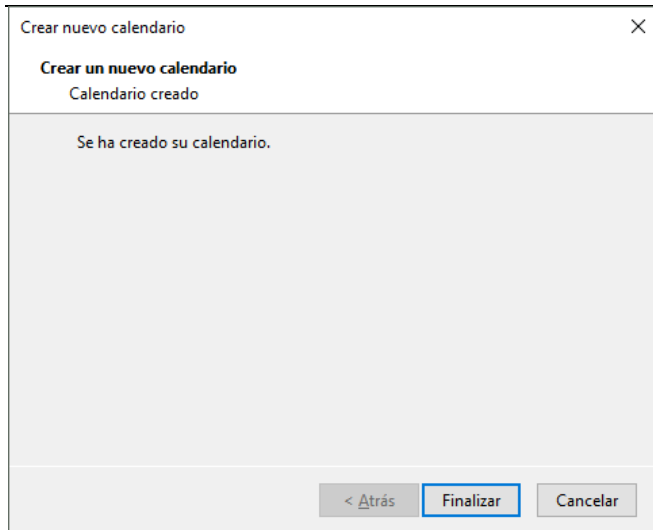 Crear nuevo calendario
Crear un nuevo calendario
Calendario creado
Se ha creado su calendario.
< Atrás Finalizar Cancelar